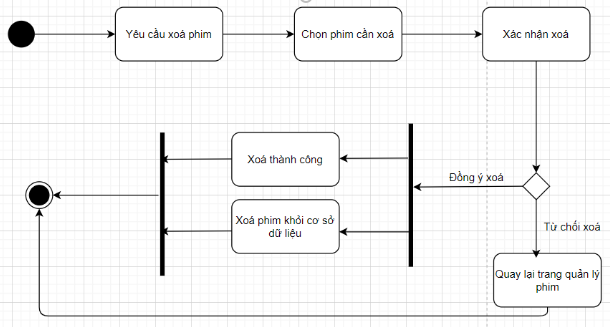 Yêu cầu xoá phim
Chọn phim cần xoá
Xác nhận xoá
Đồng ý xoá
Từ chối xoá
Xoá thành công
Xoá phim khỏi cơ sở
dữ liệu
Quay lại trang quản lý
phim